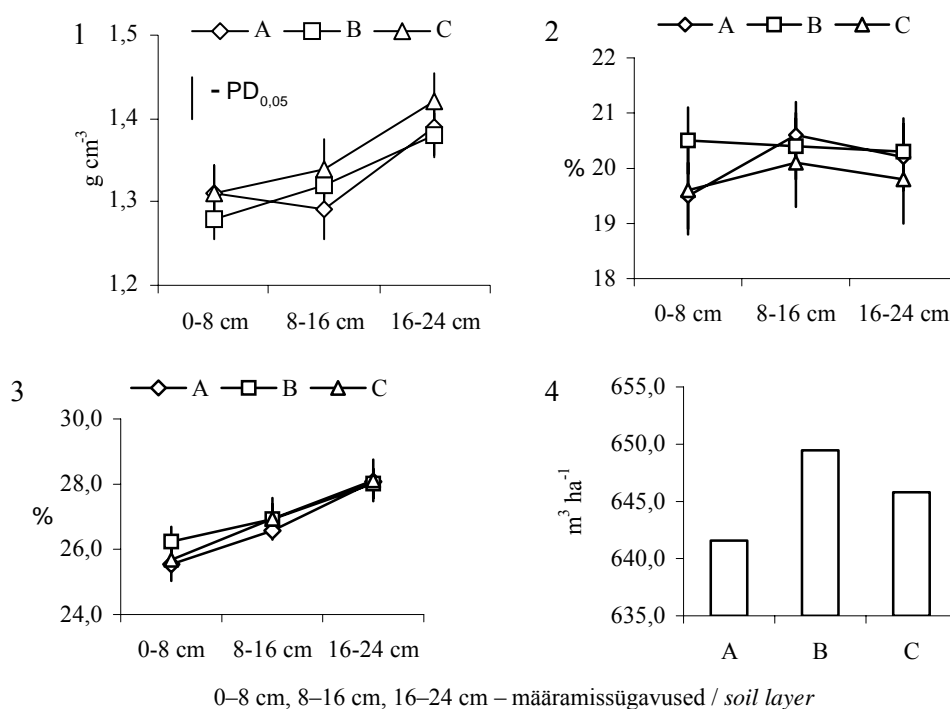 1
1,5
A B C
- PD0,05
1,4
g cm-3
1,3
1,2
0-8 cm 8-16 cm 16-24 cm
2
A B C
22
21
20
%
19
18
0-8 cm 8-16 cm 16-24 cm
3
A B C
30,0
28,0
%
26,0
24,0
0-8 cm 8-16 cm 16-24 cm
4
655,0
650,0
m3 ha-1
645,0
640,0
635,0
A B C
0–8 cm, 8–16 cm, 16–24 cm – määramissügavused / soil layer